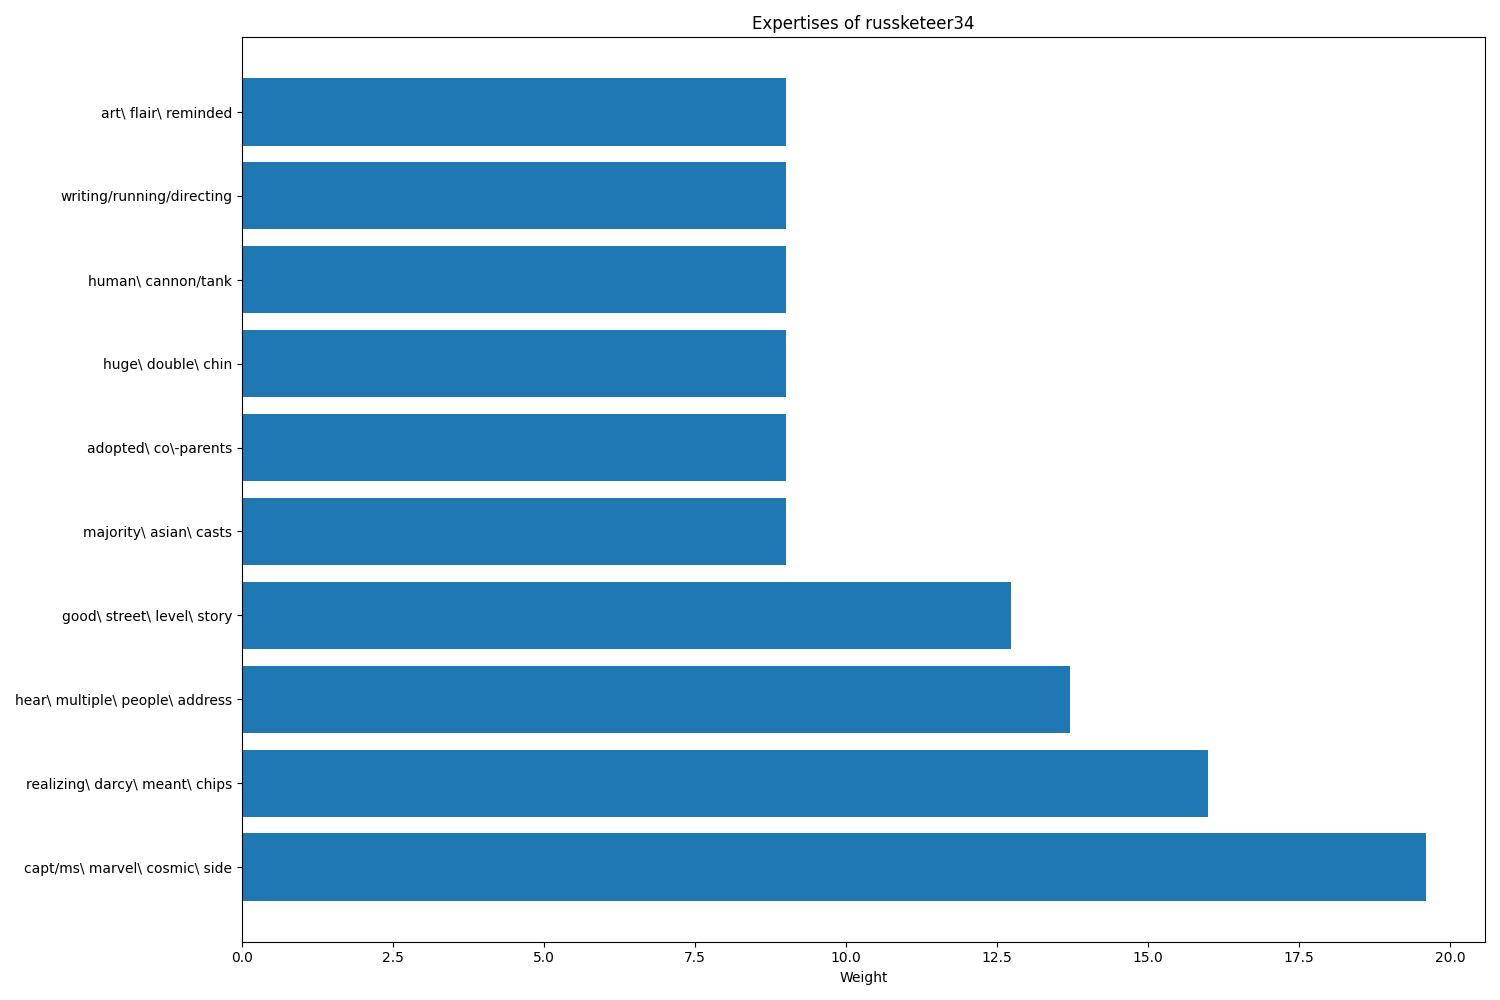 Expertises of russketeer34
art\ flair\ reminded
writing/running/directing
human\ cannon/tank
huge\ double\ chin
adopted\ co\-parents
majority\ asian\ casts
good\ street\ level\ story
hear\ multiple\ people\ address
realizing\ darcy\ meant\ chips
capt/ms\ marvel\ cosmic\ side
0.0 2.5 5.0 7.5 10.0 12.5 15.0 17.5 20.0
Weight